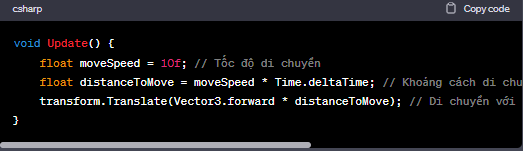 csharp
Copy code
void Update() {
float moveSpeed = 10f; // Tốc độ di chuyển
float distanceToMove = moveSpeed * Time.deltaTime; // Khoảng cách di
transform.Translate(Vector3.forward * distanceToMove); // Di chuyển với
}